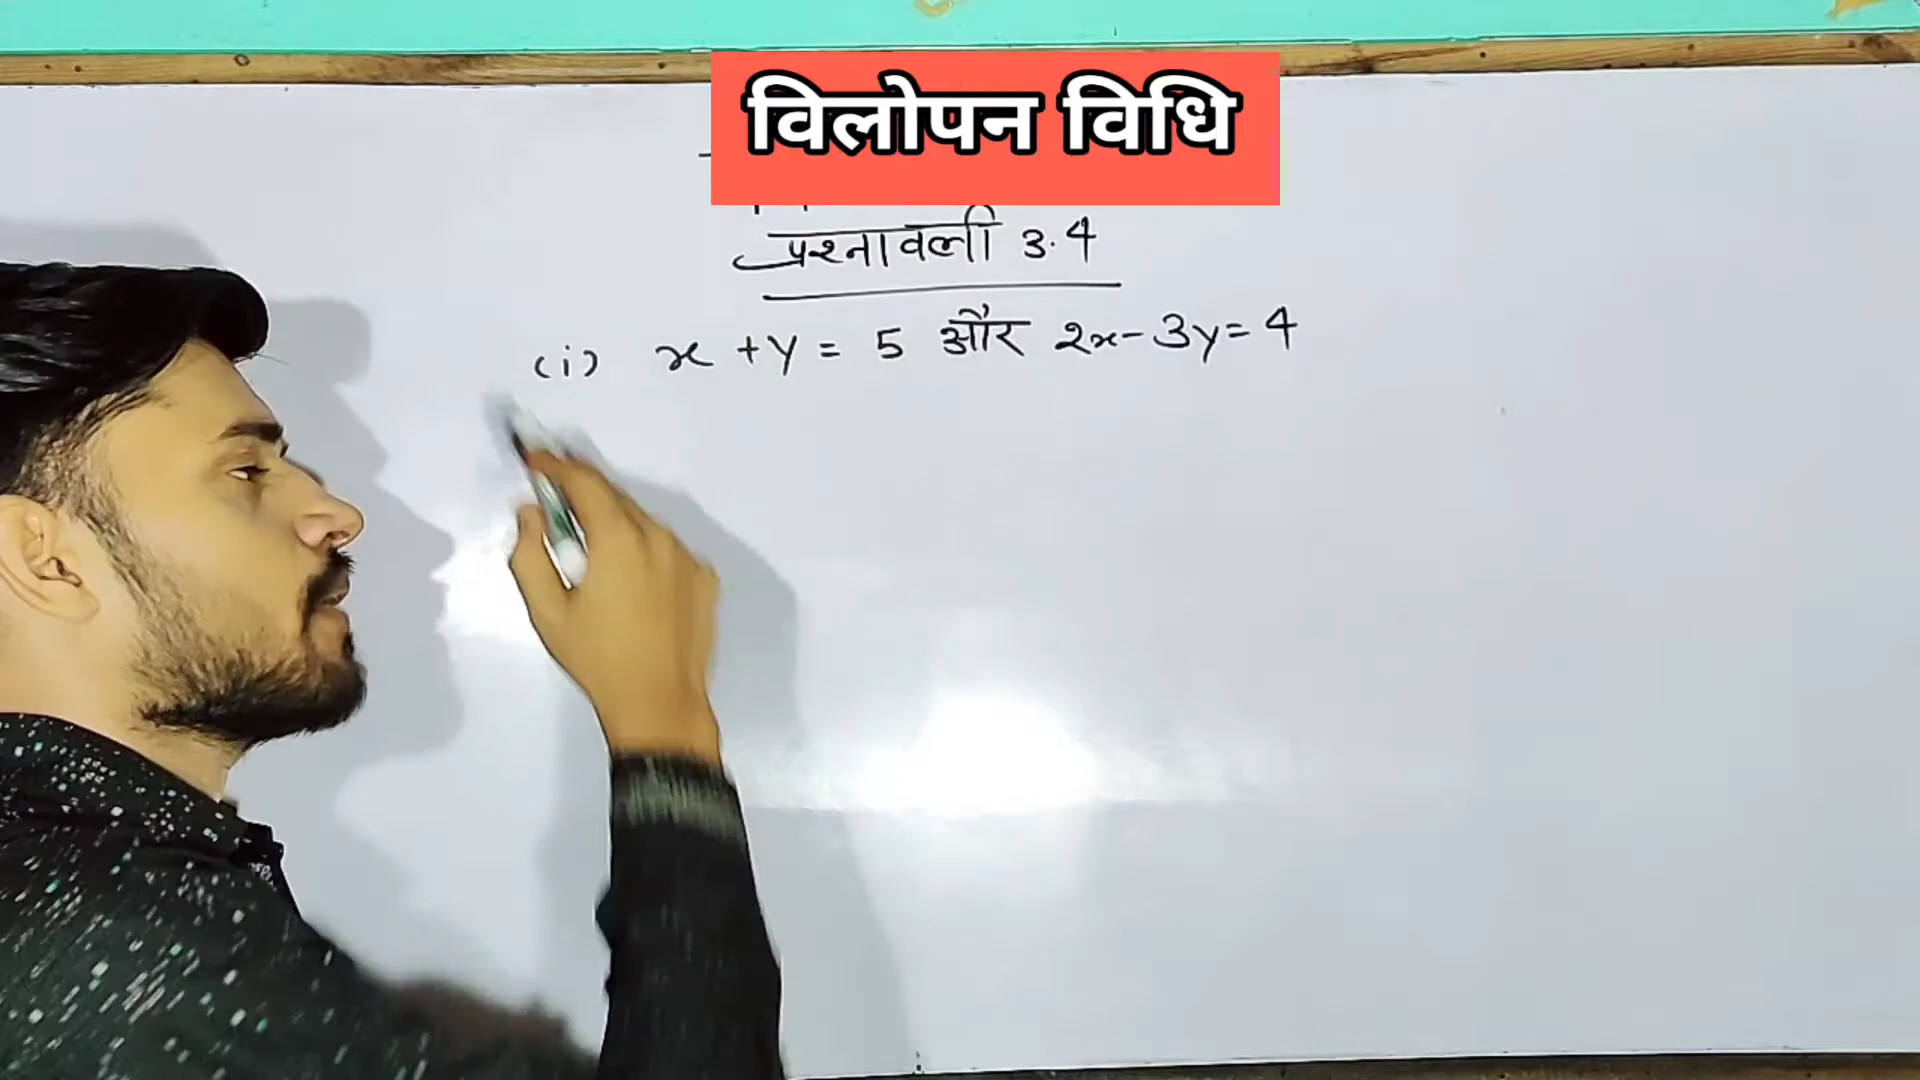 विलोपन विधि
प्रश्नावली 3.4
(i) x + y = 5 और 2x - 3y = 4